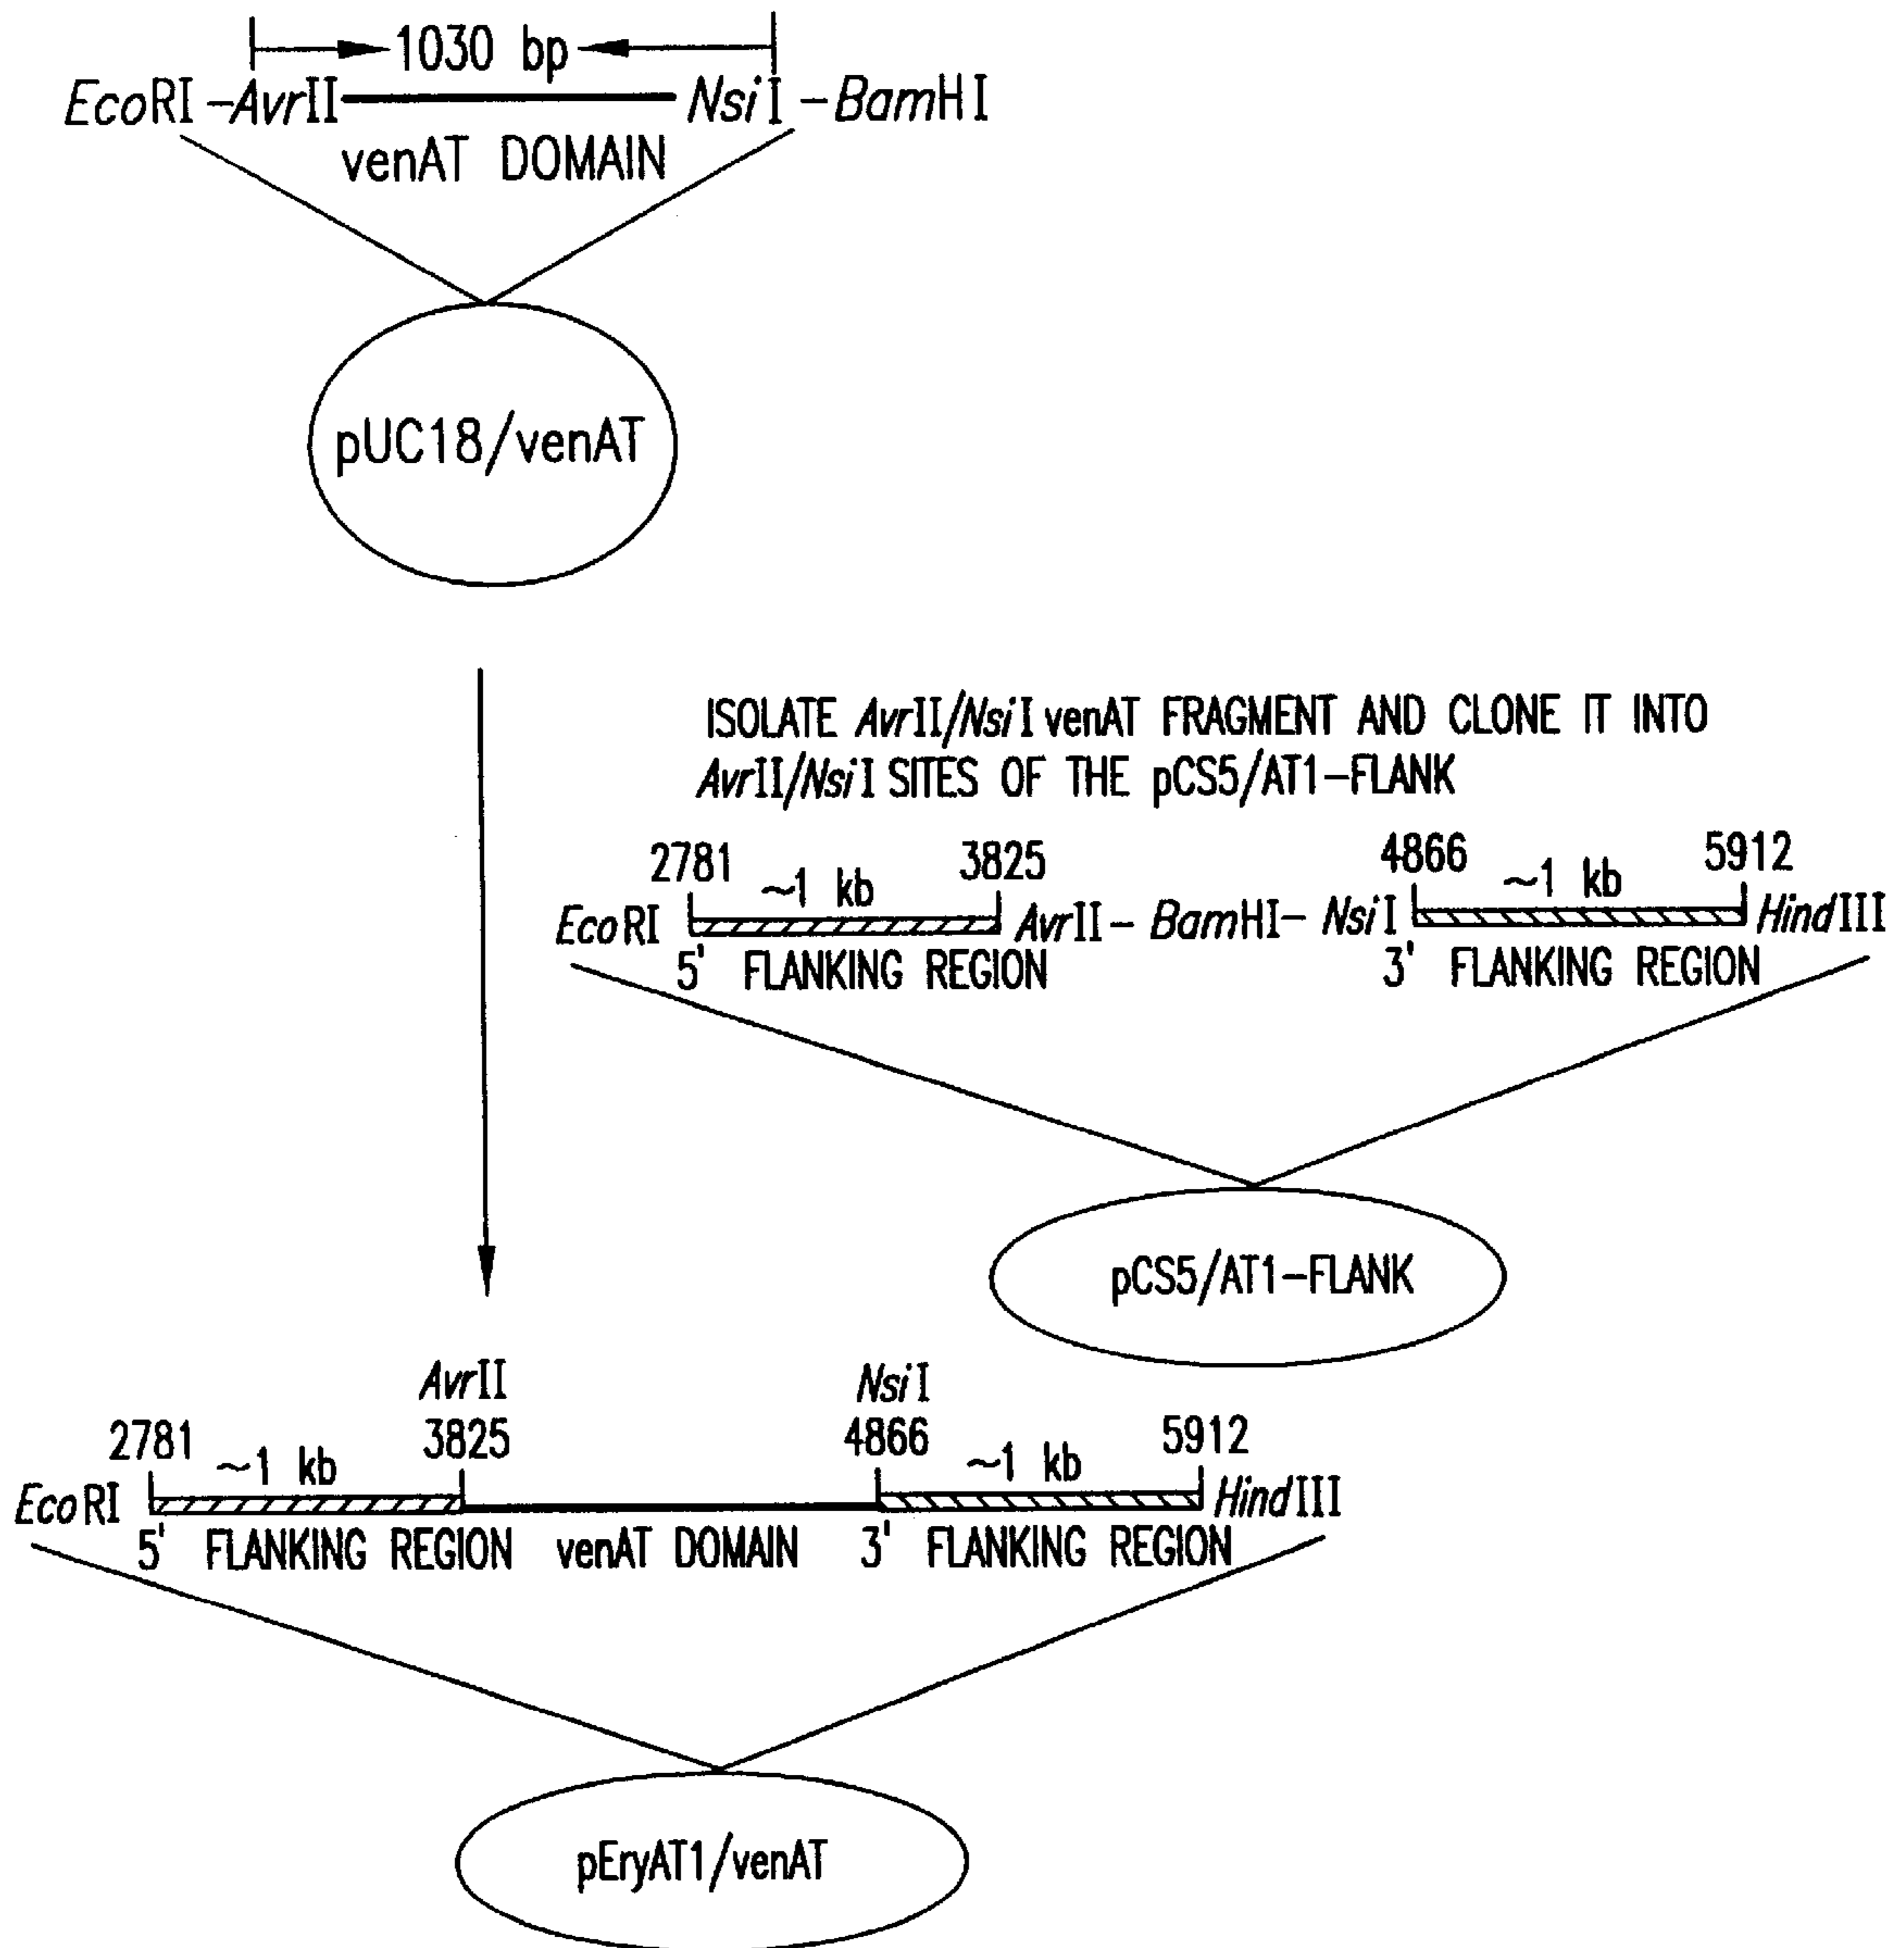 1030 bp
EcoRI-AvrII NsiI-BamHI
venAT DOMAIN
pUC18/venAT
ISOLATE AvrII/NsiI venAT FRAGMENT AND CLONE IT INTO
AvrII/NsiI SITES OF THE pCS5/AT1-FLANK
2781 ~1 kb 3825 4866 ~1 kb 5912
EcoRI AvrII- BamHI- NsiI HindIII
5' FLANKING REGION 3' FLANKING REGION
pCS5/AT1-FLANK
AvrII NsiI
2781 ~1 kb 3825 4866 ~1 kb 5912
EcoRI HindIII
5' FLANKING REGION venAT DOMAIN 3' FLANKING REGION
pEryAT1/venAT